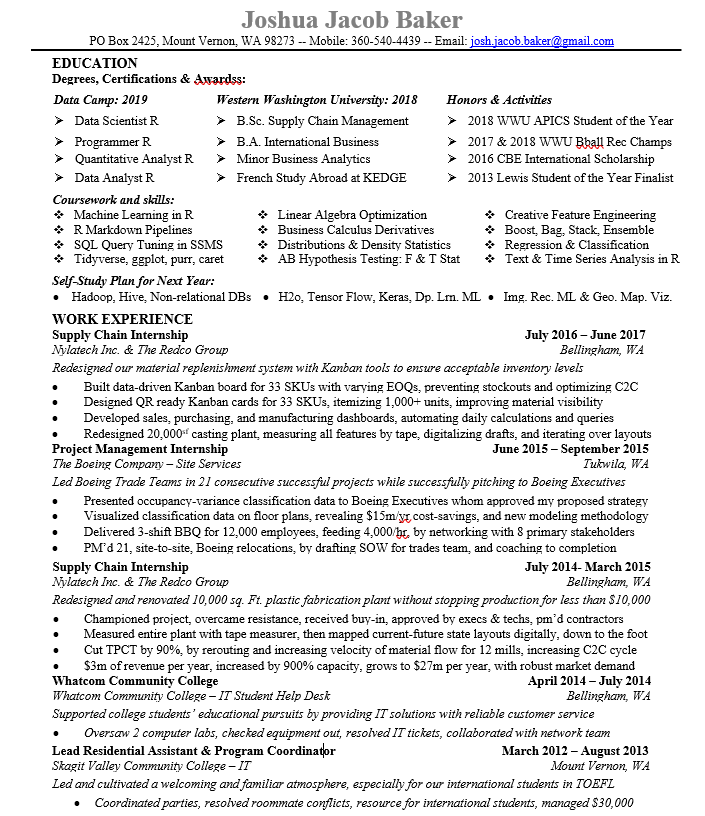 Joshua Jacob Baker
PO Box 2425, Mount Vernon, WA 98273 -- Mobile: 360-540-4439 -- Email: josh.jacob.baker@gmail.com
EDUCATION
Degrees, Certifications & Awardss:
Data Camp: 2019 Western Washington University: 2018 Honors & Activities
➢ Data Scientist R ➢ B.Sc. Supply Chain Management ➢ 2018 WWU APICS Student of the Year
➢ Programmer R ➢ B.A. International Business ➢ 2017 & 2018 WWU Bball Rec Champs
➢ Quantitative Analyst R ➢ Minor Business Analytics ➢ 2016 CBE International Scholarship
➢ Data Analyst R ➢ French Study Abroad at KEDGE ➢ 2013 Lewis Student of the Year Finalist
Coursework and skills:
❖ Machine Learning in R ❖ Linear Algebra Optimization ❖ Creative Feature Engineering
❖ R Markdown Pipelines ❖ Business Calculus Derivatives ❖ Boost, Bag, Stack, Ensemble
❖ SQL Query Tuning in SSMS ❖ Distributions & Density Statistics ❖ Regression & Classification
❖ Tidyverse, ggplot, purr, caret ❖ AB Hypothesis Testing: F & T Stat ❖ Text & Time Series Analysis in R
Self-Study Plan for Next Year:
• Hadoop, Hive, Non-relational DBs • H2o, Tensor Flow, Keras, Dp. Lrn. ML • Img. Rec. ML & Geo. Map. Viz.
WORK EXPERIENCE
Supply Chain Internship July 2016 – June 2017
Nylatech Inc. & The Redco Group Bellingham, WA
Redesigned our material replenishment system with Kanban tools to ensure acceptable inventory levels
• Built data-driven Kanban board for 33 SKUs with varying EOQs, preventing stockouts and optimizing C2C
• Designed QR ready Kanban cards for 33 SKUs, itemizing 1,000+ units, improving material visibility
• Developed sales, purchasing, and manufacturing dashboards, automating daily calculations and queries
• Redesigned 20,000sf casting plant, measuring all features by tape, digitalizing drafts, and iterating over layouts
Project Management Internship June 2015 – September 2015
The Boeing Company – Site Services Tukwila, WA
Led Boeing Trade Teams in 21 consecutive successful projects while successfully pitching to Boeing Executives
• Presented occupancy-variance classification data to Boeing Executives whom approved my proposed strategy
• Visualized classification data on floor plans, revealing $15m/yr cost-savings, and new modeling methodology
• Delivered 3-shift BBQ for 12,000 employees, feeding 4,000/hr, by networking with 8 primary stakeholders
• PM’d 21, site-to-site, Boeing relocations, by drafting SOW for trades team, and coaching to completion
Supply Chain Internship July 2014- March 2015
Nylatech Inc. & The Redco Group Bellingham, WA
Redesigned and renovated 10,000 sq. Ft. plastic fabrication plant without stopping production for less than $10,000
• Championed project, overcame resistance, received buy-in, approved by execs & techs, pm’d contractors
• Measured entire plant with tape measurer, then mapped current-future state layouts digitally, down to the foot
• Cut TPCT by 90%, by rerouting and increasing velocity of material flow for 12 mills, increasing C2C cycle
• $3m of revenue per year, increased by 900% capacity, grows to $27m per year, with robust market demand
Whatcom Community College April 2014 – July 2014
Whatcom Community College – IT Student Help Desk Bellingham, WA
Supported college students’ educational pursuits by providing IT solutions with reliable customer service
• Oversaw 2 computer labs, checked equipment out, resolved IT tickets, collaborated with network team
Lead Residential Assistant & Program Coordinator March 2012 – August 2013
Skagit Valley Community College – IT Mount Vernon, WA
Led and cultivated a welcoming and familiar atmosphere, especially for our international students in TOEFL
• Coordinated parties, resolved roommate conflicts, resource for international students, managed $30,000